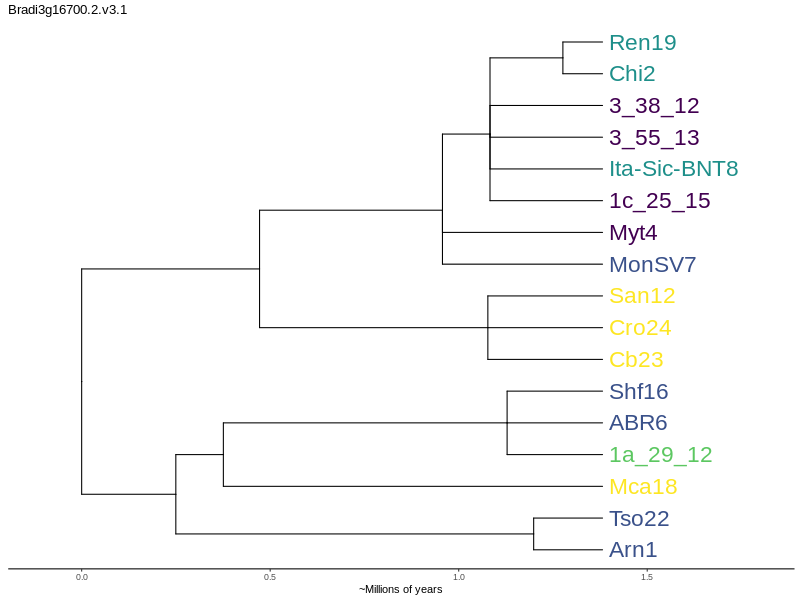 Bradi3g16700.2.v3.1
Ren19
Chi2
3_38_12
3_55_13
Ita-Sic-BNT8
1c_25_15
Myt4
MonSV7
San12
Cro24
Cb23
Shf16
ABR6
1a_29_12
Mca18
Tso22
Arn1
0.0 0.5 1.0 1.5
~Millions of years